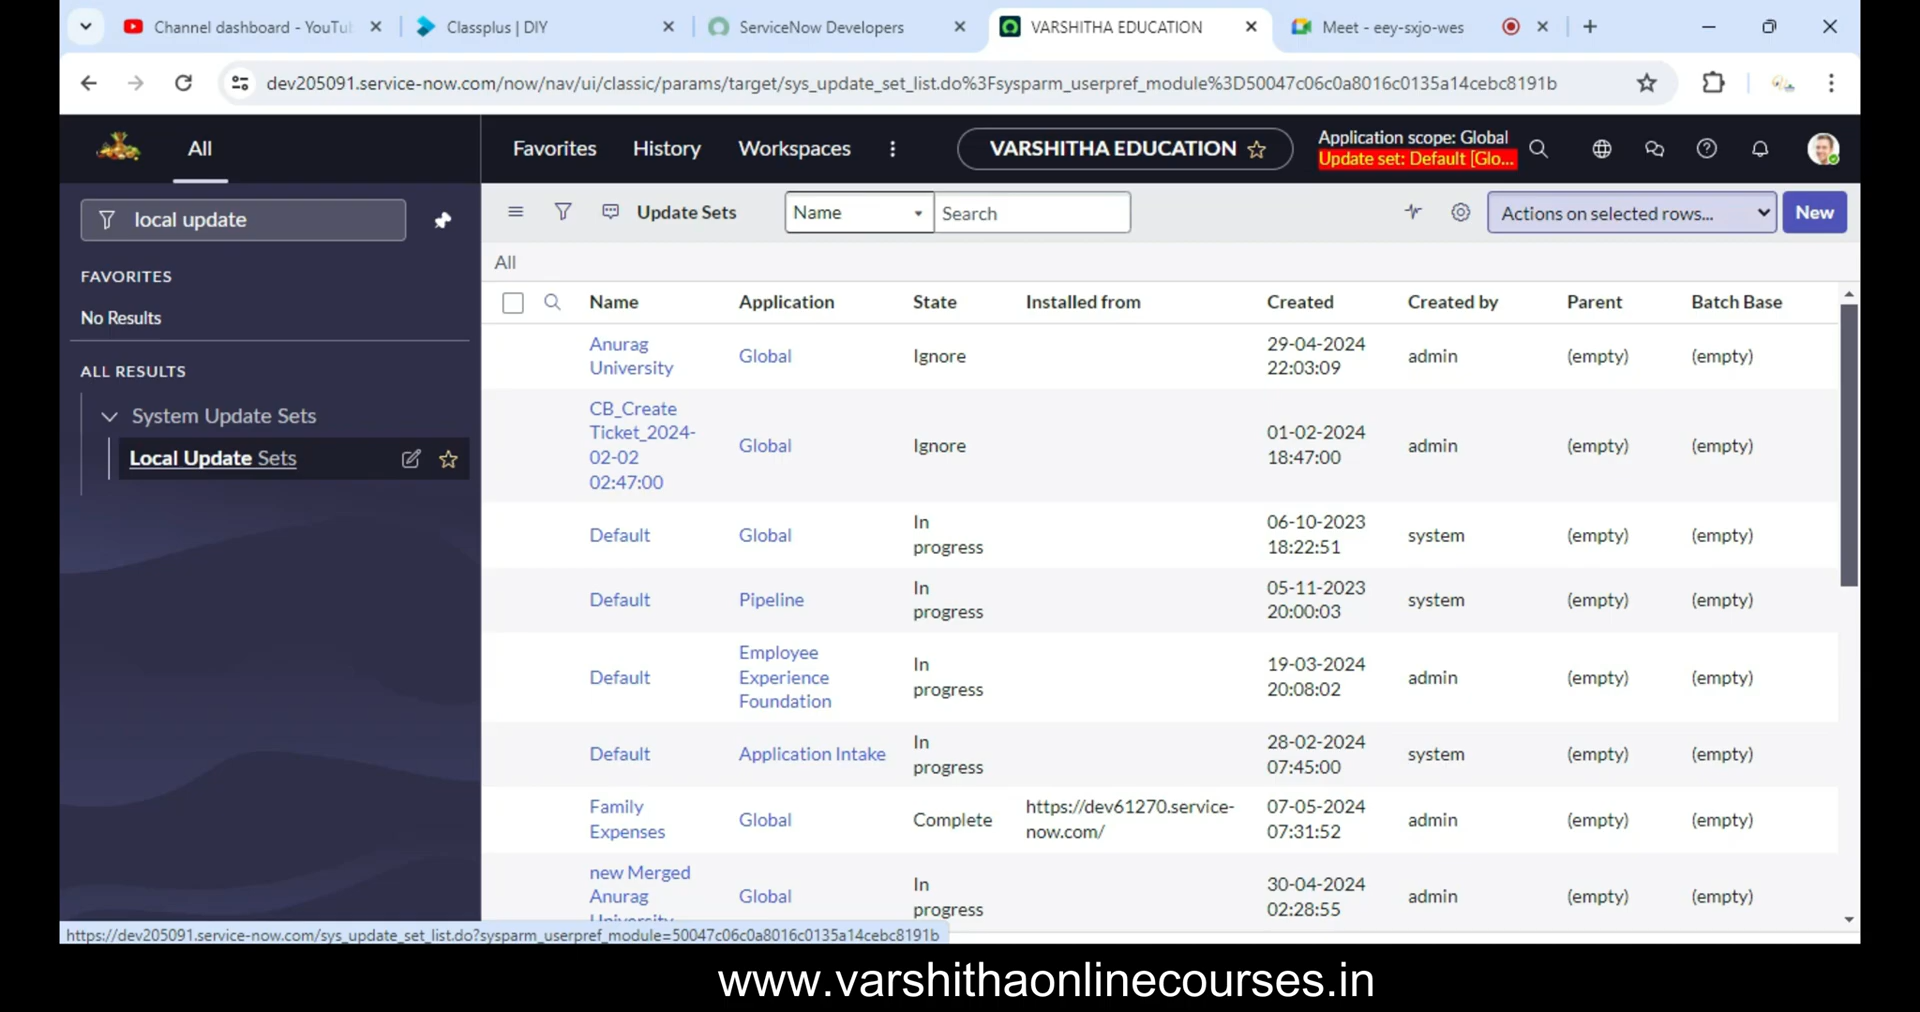 Channel dashboard - YouTu
Classplus | DIY
ServiceNow Developers
VARSHITHA EDUCATION
Meet - eey-sxjo-wes
dev205091.service-now.com/now/nav/ui/classic/params/target/sys_update_set_list.do%3Fsysparm_userpref_module%3D50047c06c0a8016c0135a14cebc8191b
All
Favorites
History
Workspaces
VARSHITHA EDUCATION
Application scope: Global
Update set: Default [Glo...
local update
FAVORITES
No Results
ALL RESULTS
System Update Sets
Local Update Sets
Update Sets
Name
Search
Actions on selected rows...
New
All
Name Application State Installed from Created Created by Parent Batch Base
Anurag
University
Global
Ignore
29-04-2024
22:03:09
admin
(empty)
(empty)
CB_Create
Ticket_2024-
02-02
02:47:00
Global
Ignore
01-02-2024
18:47:00
admin
(empty)
(empty)
Default
Global
In
progress
06-10-2023
18:22:51
system
(empty)
(empty)
Default
Pipeline
In
progress
05-11-2023
20:00:03
system
(empty)
(empty)
Default
Employee
Experience
Foundation
In
progress
19-03-2024
20:08:02
admin
(empty)
(empty)
Default
Application Intake
In
progress
28-02-2024
07:45:00
system
(empty)
(empty)
Family
Expenses
Global
Complete
https://dev61270.service-
now.com/
07-05-2024
07:31:52
admin
(empty)
(empty)
new Merged
Anurag
University
Global
In
progress
30-04-2024
02:28:55
admin
(empty)
(empty)
https://dev205091.service-now.com/sys_update_set_list.do?sysparm_userpref_module=50047c06c0a8016c0135a14cebc8191b
www.varshithaonlinecourses.in